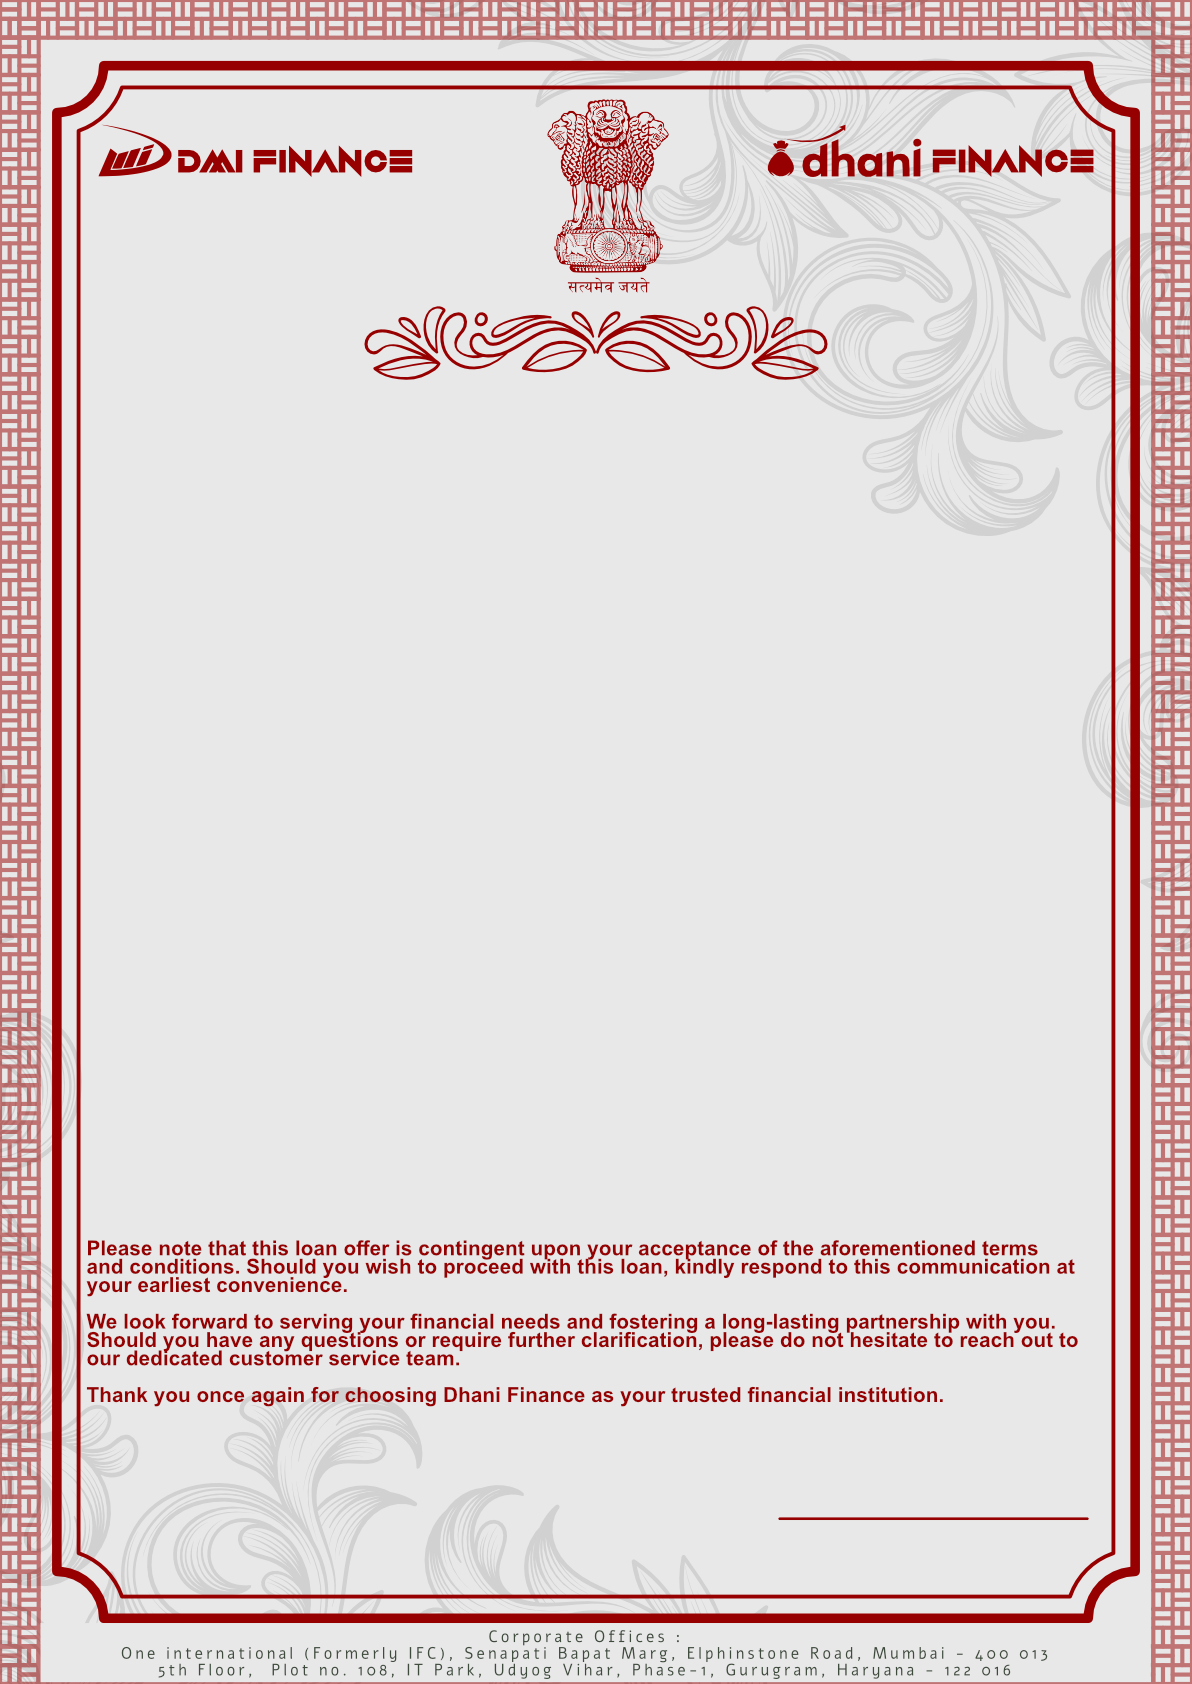 DMI FINANCE
dhani FINANCE
सत्यमेव जयते
Please note that this loan offer is contingent upon your acceptance of the aforementioned terms
and conditions. Should you wish to proceed with this loan, kindly respond to this communication at
your earliest convenience.
We look forward to serving your financial needs and fostering a long-lasting partnership with you.
Should you have any questions or require further clarification, please do not hesitate to reach out to
our dedicated customer service team.
Thank you once again for choosing Dhani Finance as your trusted financial institution.
Corporate Offices :
One international (Formerly IFC), Senapati Bapat Marg, Elphinstone Road, Mumbai - 400 013
5th Floor, Plot no. 108, IT Park, Udyog Vihar, Phase-1, Gurugram, Haryana - 122 016